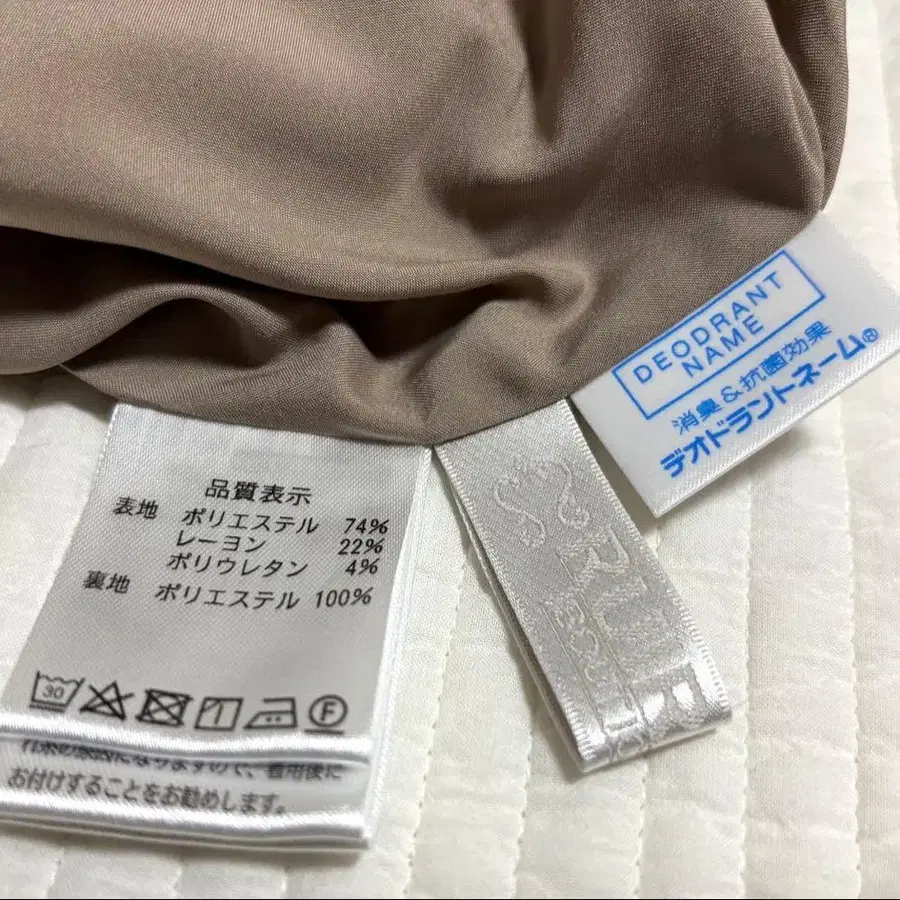 品質表示
表地 ポリエステル 74%
レーヨン 22%
ポリウレタン 4%
裏地 ポリエステル 100%
30
F
お付けすることをお勧めします。
RU
DEODRANT
NAME
消臭&抗菌効果
デオドラントネーム®